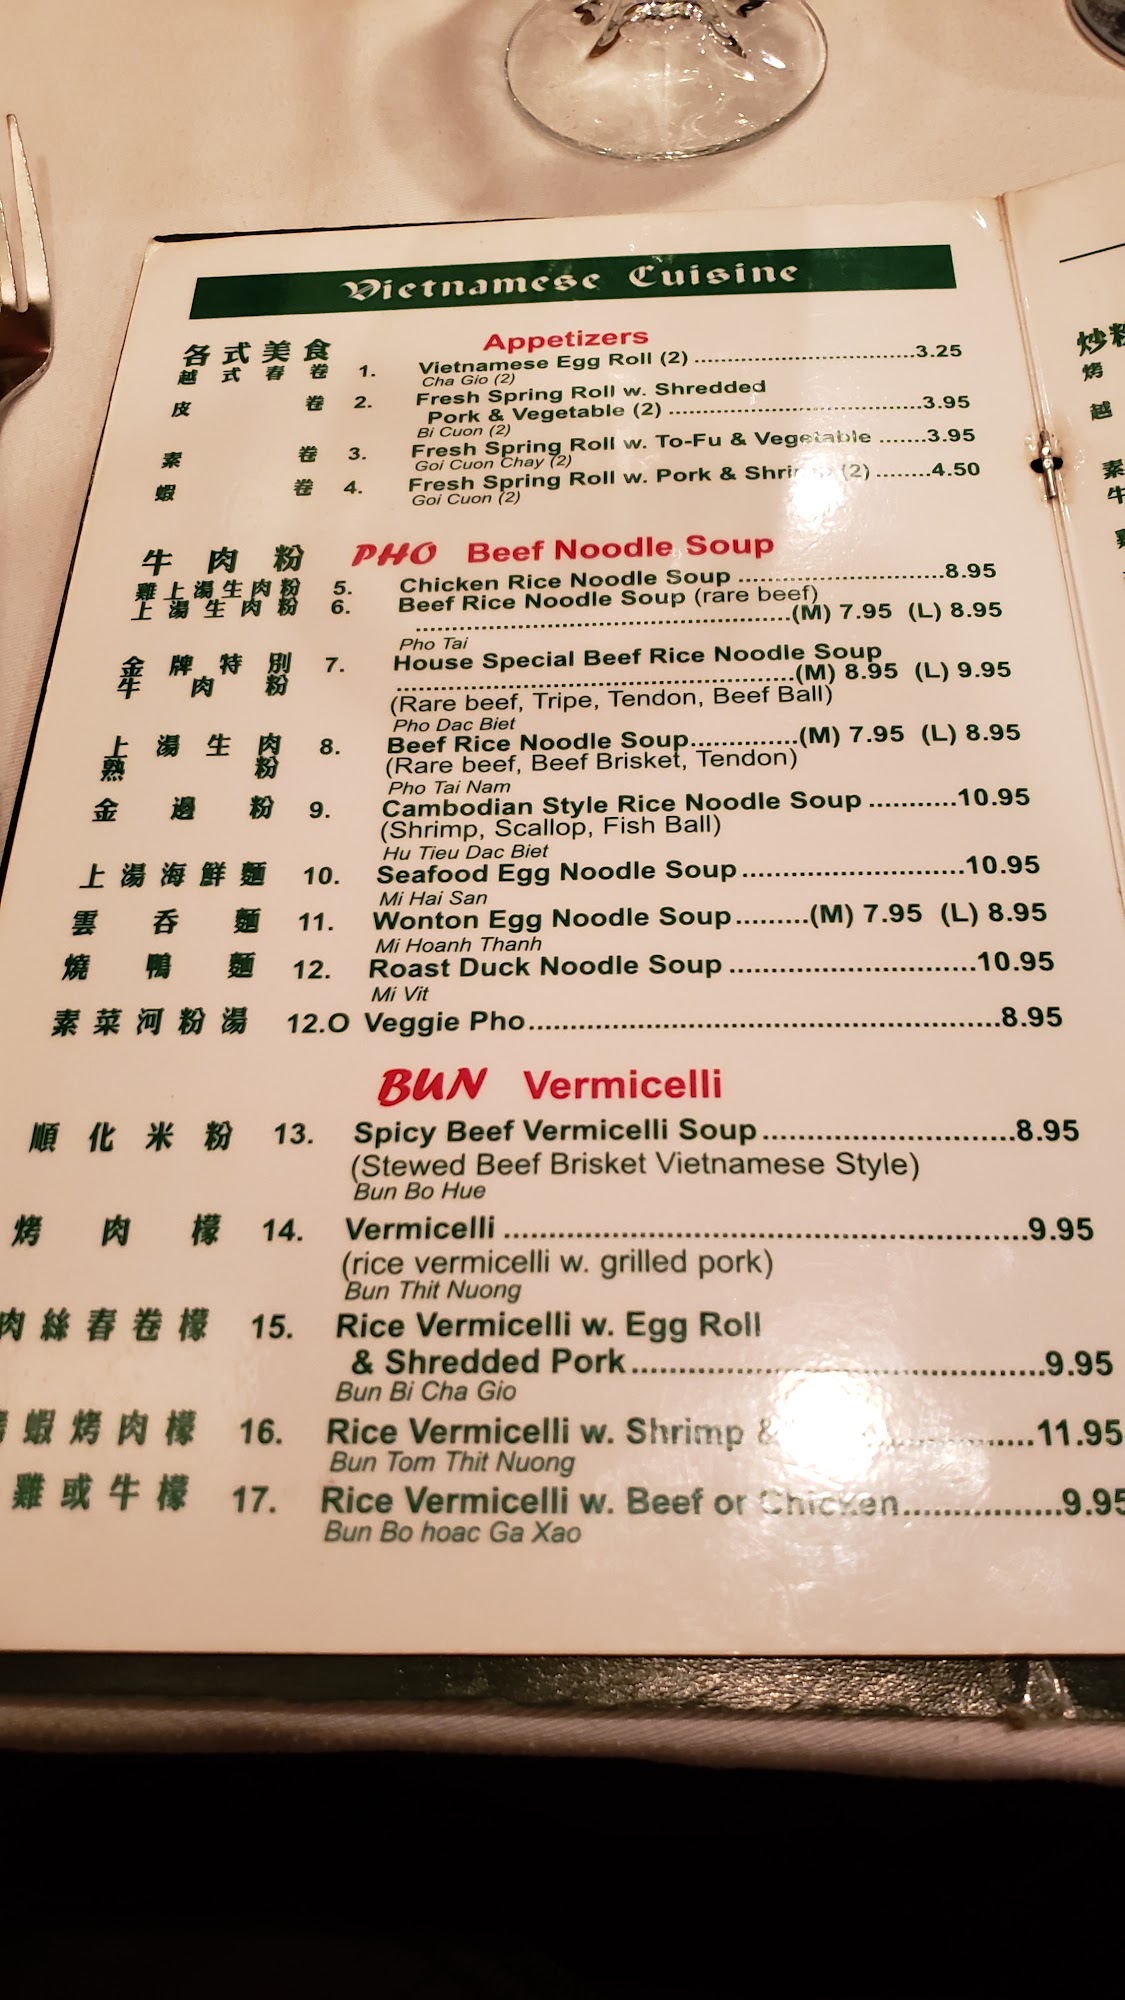 Vietnamese Cuisine
各式美食 Appetizers
越式春卷 1. Vietnamese Egg Roll (2) ........3.25
Cha Gio (2)
皮卷 2. Fresh Spring Roll w. Shredded
Pork & Vegetable (2) ........3.95
Bi Cuon (2)
素卷 3. Fresh Spring Roll w. To-Fu & Vegetable .......3.95
Goi Cuon Chay (2)
蝦卷 4. Fresh Spring Roll w. Pork & Shrimp (2) ........4.50
Goi Cuon (2)
牛肉粉 PHO Beef Noodle Soup
雞上湯生肉粉 5. Chicken Rice Noodle Soup ........8.95
上湯生肉粉 6. Beef Rice Noodle Soup (rare beef)
........(M) 7.95 (L) 8.95
Pho Tai
金牌特別 7. House Special Beef Rice Noodle Soup
牛肉粉 ........(M) 8.95 (L) 9.95
(Rare beef, Tripe, Tendon, Beef Ball)
Pho Dac Biet
上湯生肉 8. Beef Rice Noodle Soup........(M) 7.95 (L) 8.95
熟粉 (Rare beef, Beef Brisket, Tendon)
Pho Tai Nam
金邊粉 9. Cambodian Style Rice Noodle Soup ...........10.95
(Shrimp, Scallop, Fish Ball)
Hu Tieu Dac Biet
上湯海鮮麵 10. Seafood Egg Noodle Soup........10.95
Mi Hai San
雲吞麵 11. Wonton Egg Noodle Soup.........(M) 7.95 (L) 8.95
Mi Hoanh Thanh
燒鴨麵 12. Roast Duck Noodle Soup ........10.95
Mi Vit
素菜河粉湯 12.O Veggie Pho........8.95
BUN Vermicelli
順化米粉 13. Spicy Beef Vermicelli Soup........8.95
(Stewed Beef Brisket Vietnamese Style)
Bun Bo Hue
烤肉檬 14. Vermicelli ........9.95
(rice vermicelli w. grilled pork)
Bun Thit Nuong
肉絲春卷檬 15. Rice Vermicelli w. Egg Roll
& Shredded Pork........9.95
Bun Bi Cha Gio
蝦烤肉檬 16. Rice Vermicelli w. Shrimp & ........11.95
Bun Tom Thit Nuong
雞或牛檬 17. Rice Vermicelli w. Beef or Chicken........9.95
Bun Bo hoac Ga Xao
炒粉
烤
越
素
牛